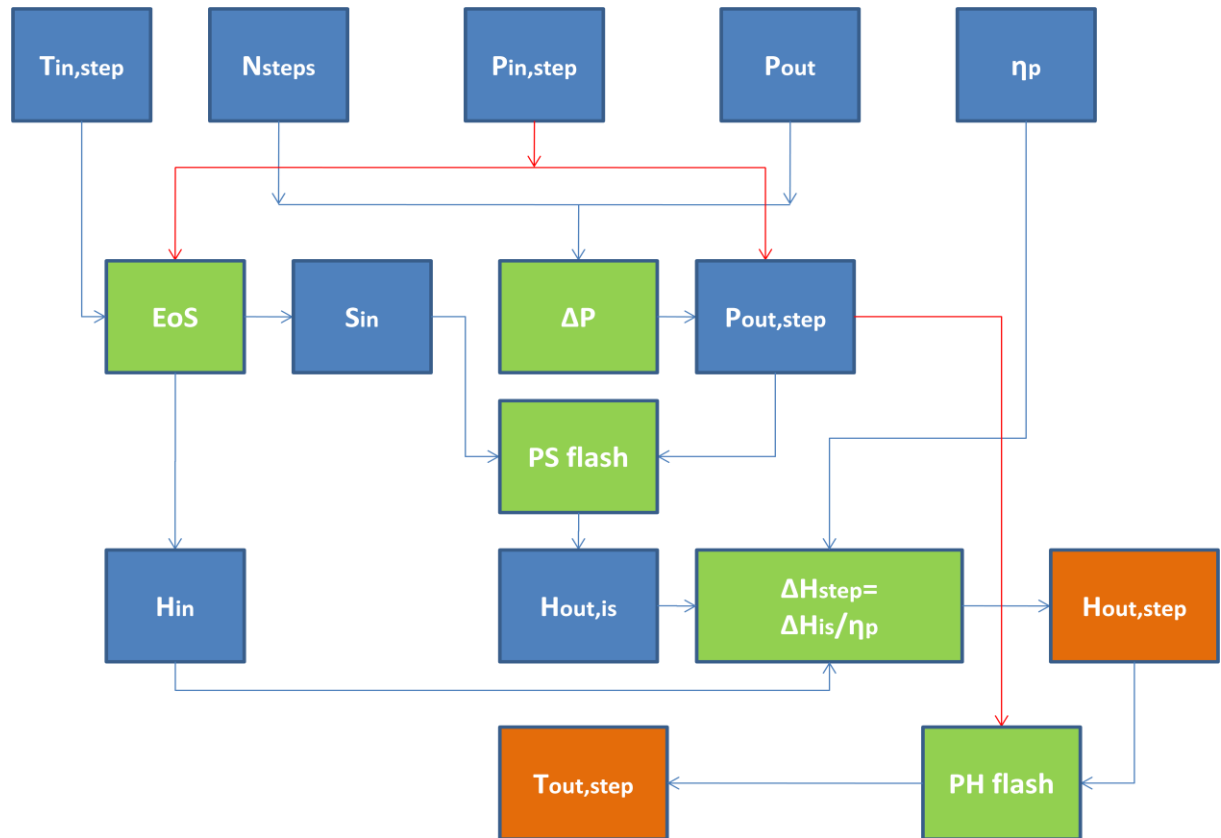 Tin,step
Nsteps
Pin,step
Pout
ηp
EoS
Sin
ΔP
Pout,step
PS flash
Hin
Hout,is
ΔHstep=
ΔHis/ηp
Hout,step
Tout,step
PH flash